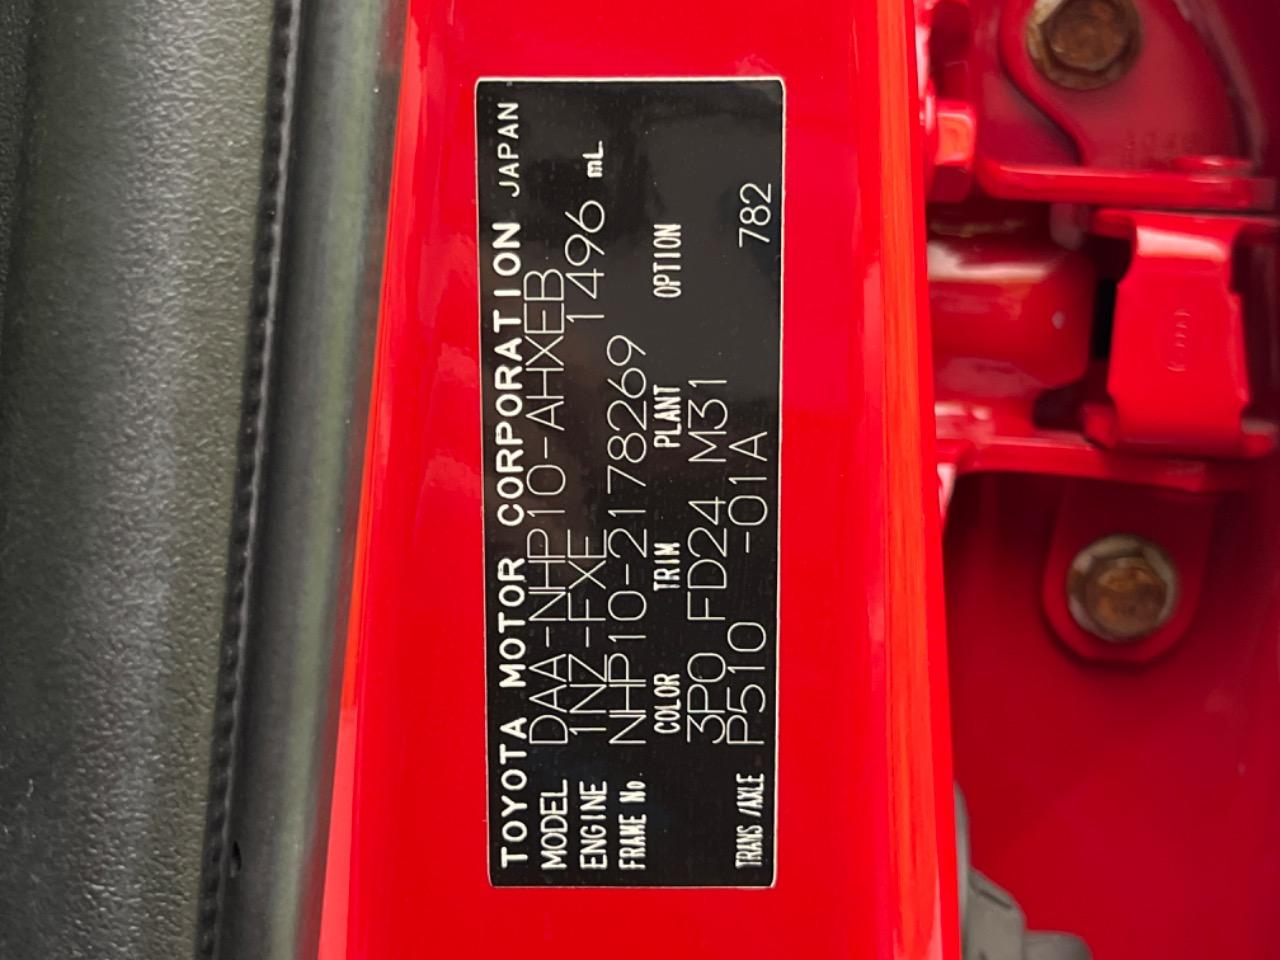 TOYOTA MOTOR CORPORATION JAPAN
MODEL DAA-NHP10-AHXEB
ENGINE 1NZ-FXE 1496 mL
FRAME No. NHP10-2178269
COLOR TRIM PLANT OPTION
3P0 FD24 M31
TRANS/AXLE P510 -01A 782